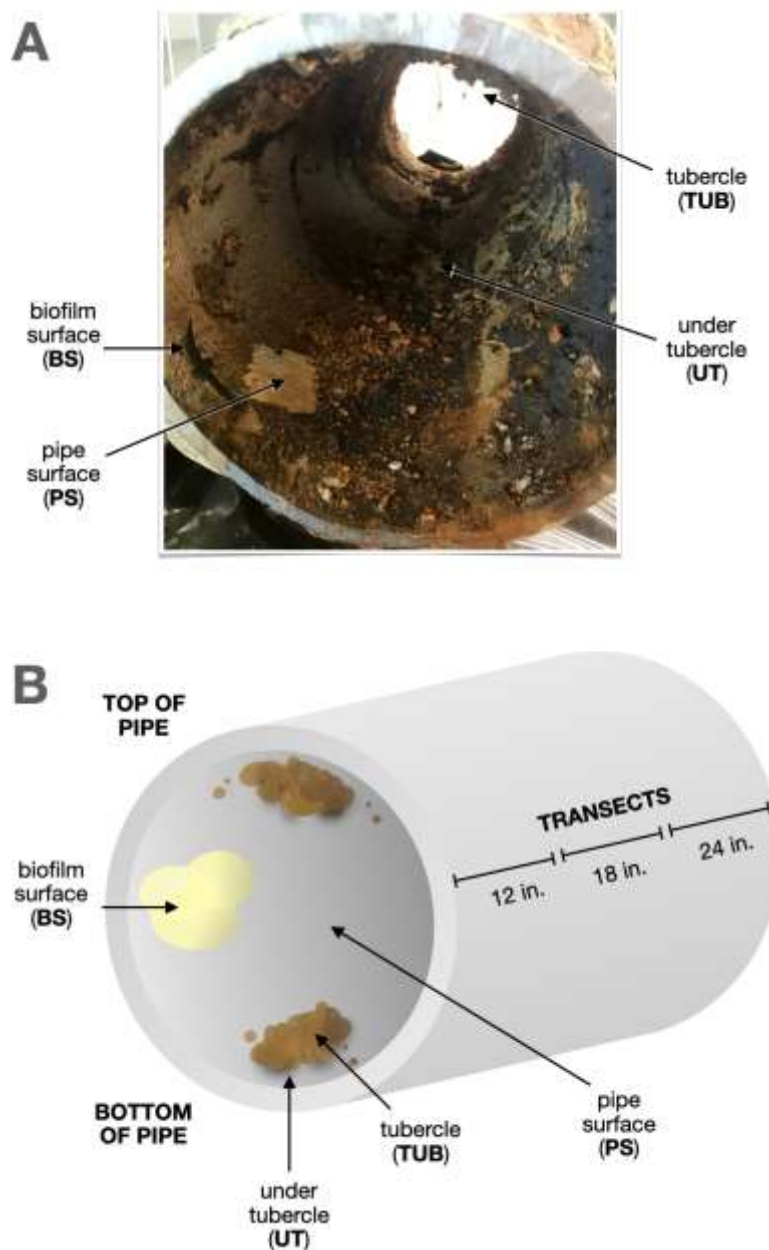 A
tubercle
(TUB)
biofilm
surface
(BS)
under
tubercle
(UT)
pipe
surface
(PS)
B
TOP OF
PIPE
TRANSECTS
12 in.
18 in.
24 in.
biofilm
surface
(BS)
BOTTOM
OF PIPE
tubercle
(TUB)
pipe
surface
(PS)
under
tubercle
(UT)